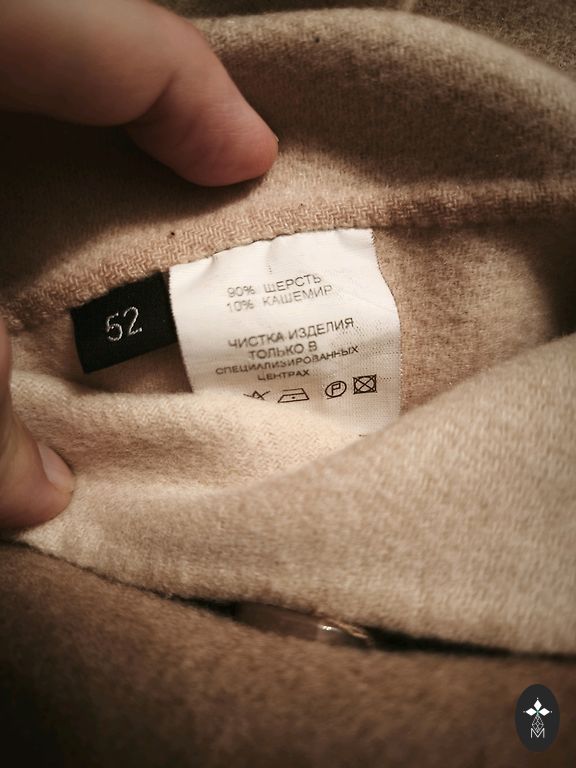 52
90% ШЕРСТЬ
10% КАШЕМИР
ЧИСТКА ИЗДЕЛИЯ
ТОЛЬКО В
СПЕЦИАЛИЗИРОВАННЫХ
ЦЕНТРАХ
P
M